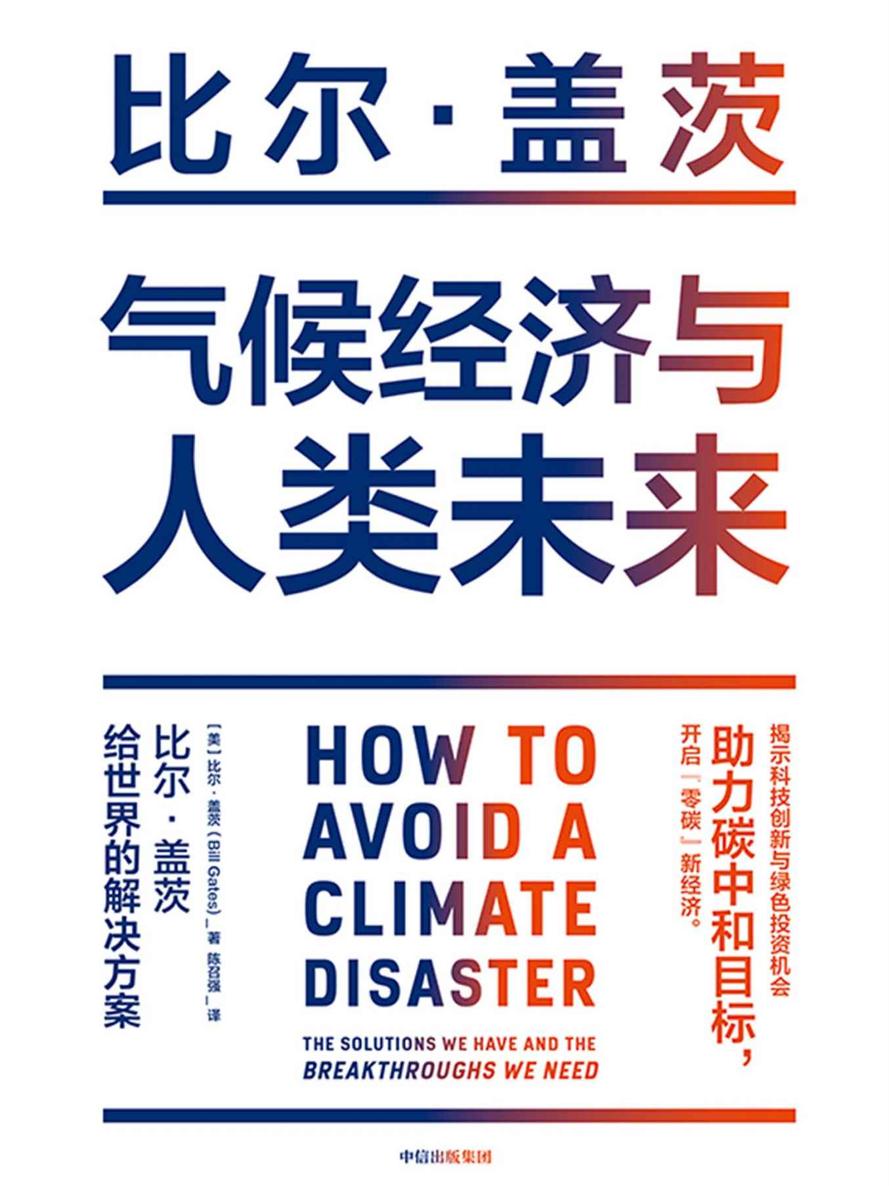 比尔·盖茨
气候经济与
人类未来
揭示科技创新与绿色投资机会
助力碳中和目标，
开启“零碳”新经济。
HOW TO
AVOID A
CLIMATE
DISASTER
THE SOLUTIONS WE HAVE AND THE
BREAKTHROUGHS WE NEED
[美]比尔·盖茨（Bill Gates）_著 陈召强_译
比尔·盖茨
给世界的解决方案
中信出版集团